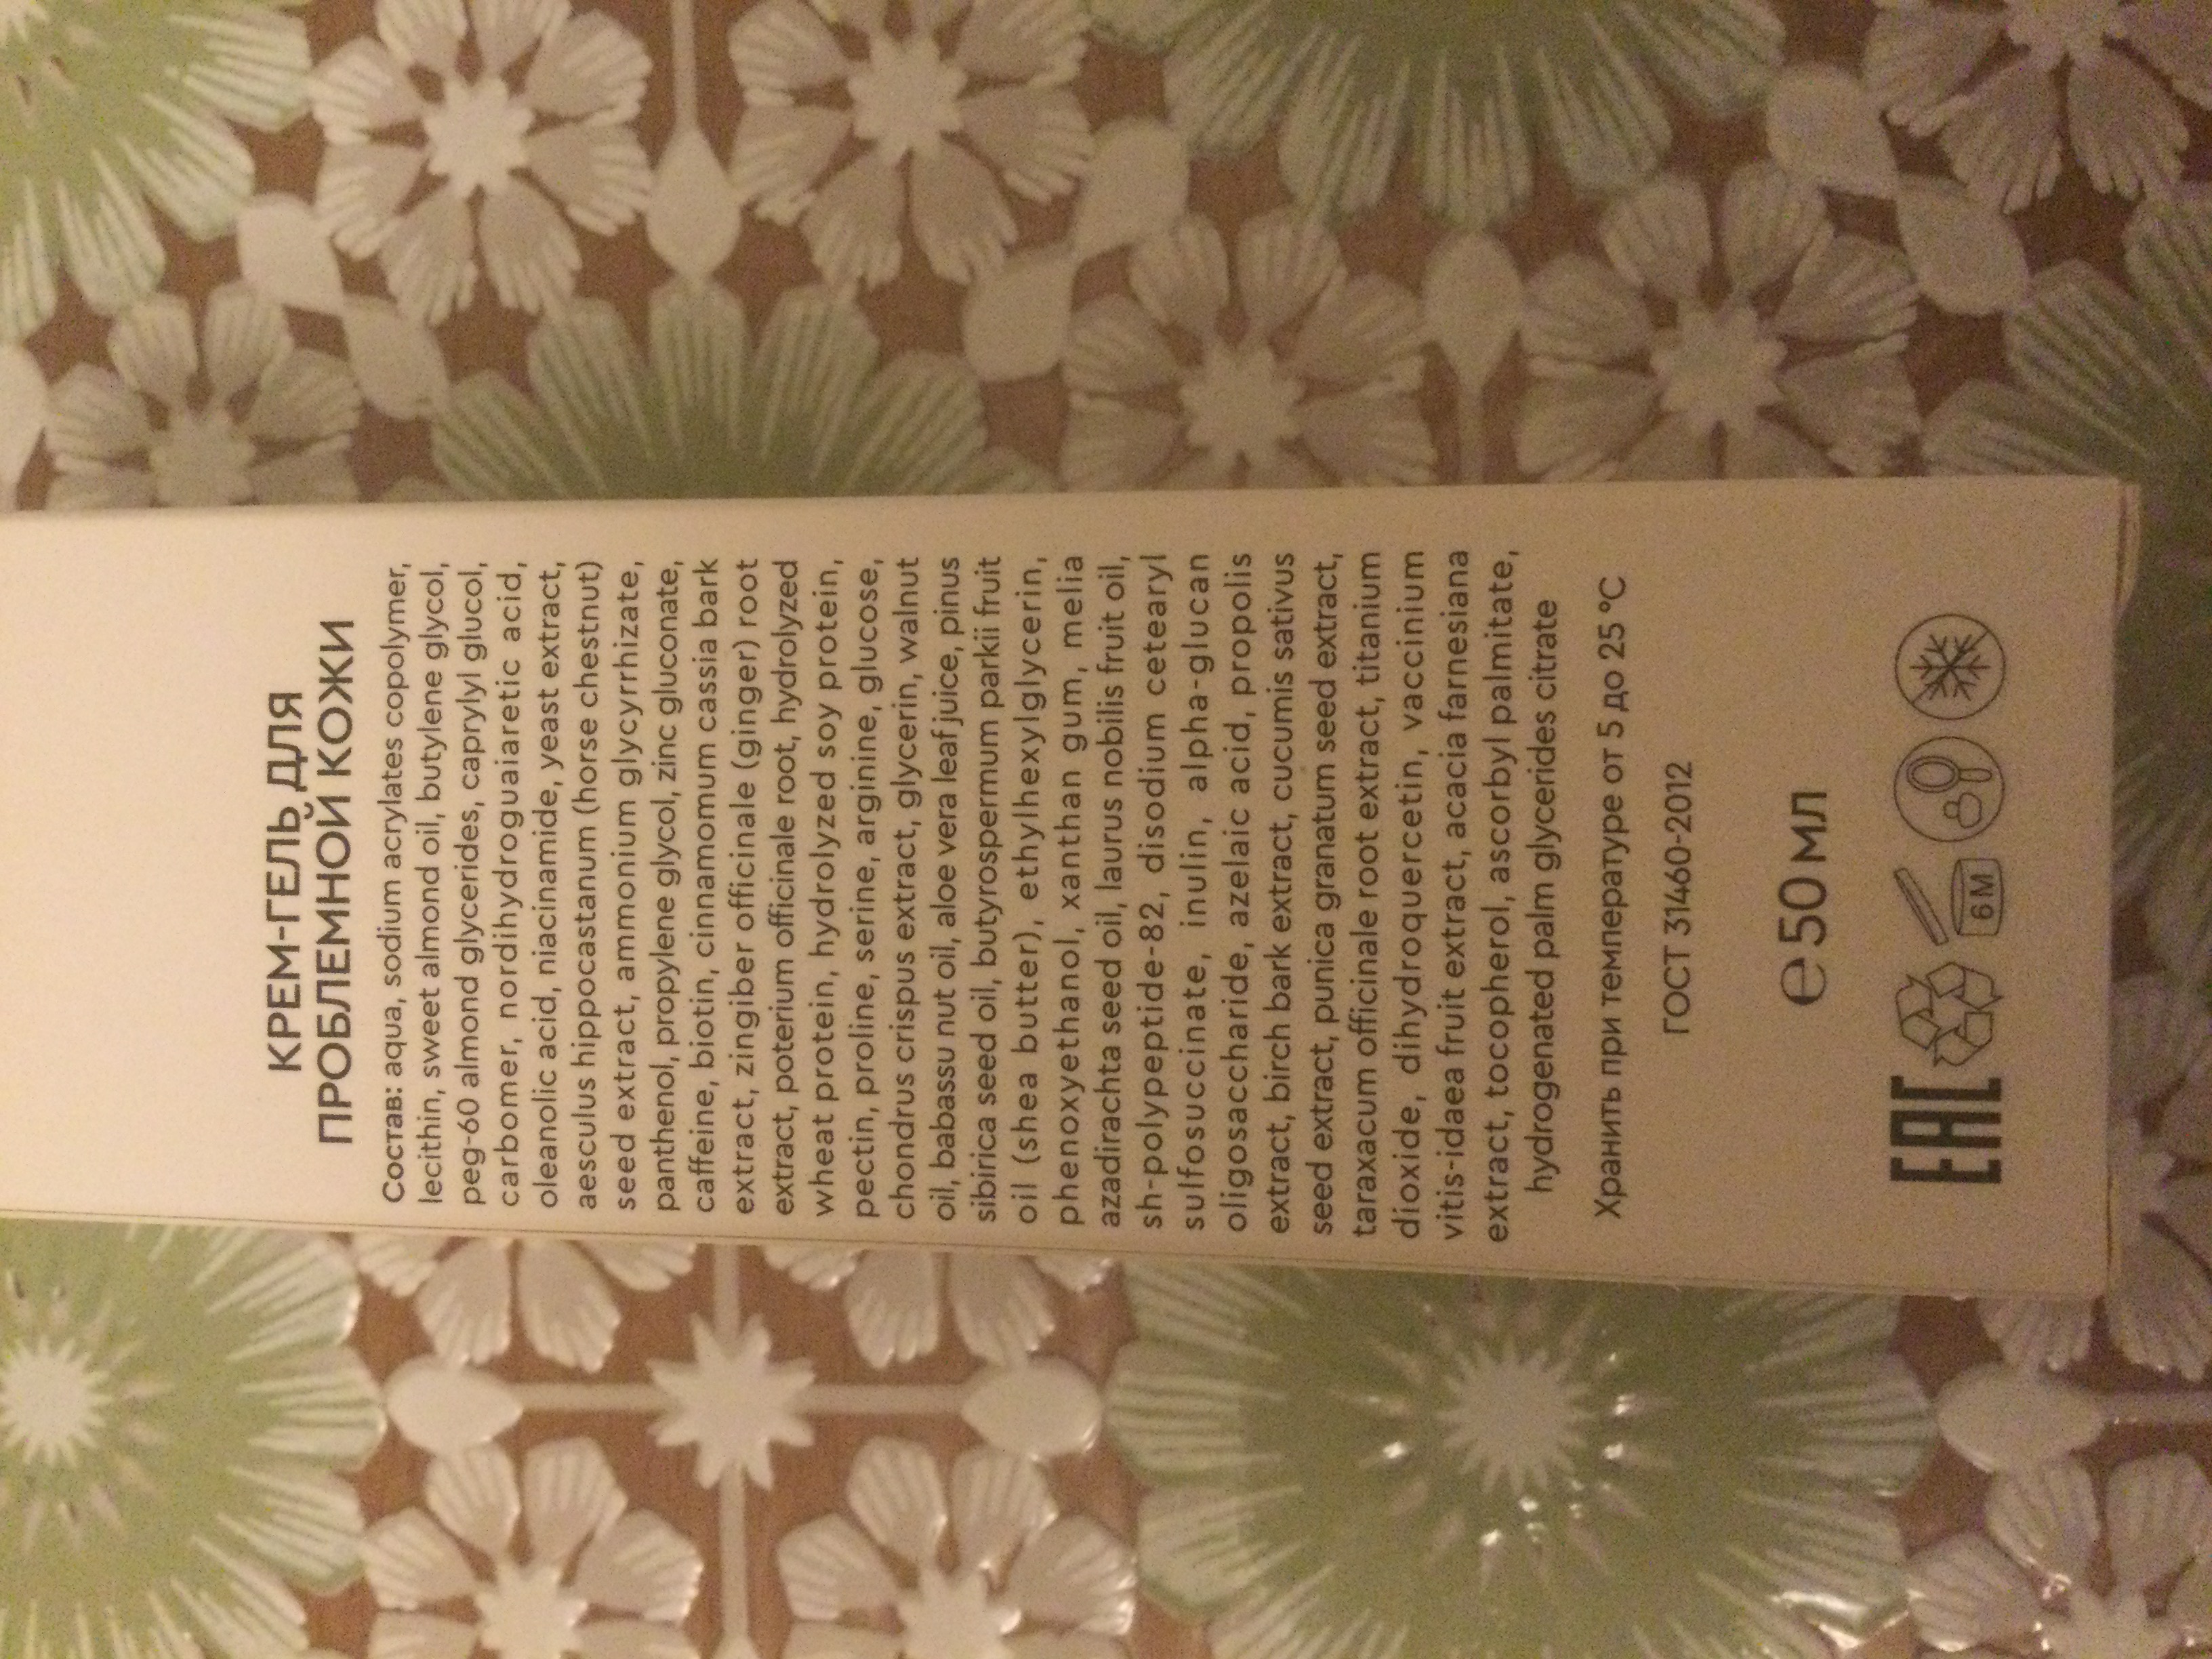 КРЕМ-ГЕЛЬ ДЛЯ
ПРОБЛЕМНОЙ КОЖИ
Состав: aqua, sodium acrylates copolymer,
lecithin, sweet almond oil, butylene glycol,
peg-60 almond glycerides, caprylyl glucol,
carbomer, nordihydroguaiaretic acid,
oleanolic acid, niacinamide, yeast extract,
aesculus hippocastanum (horse chestnut)
seed extract, ammonium glycyrrhizate,
panthenol, propylene glycol, zinc gluconate,
caffeine, biotin, cinnamomum cassia bark
extract, zingiber officinale (ginger) root
extract, poterium officinale root, hydrolyzed
wheat protein, hydrolyzed soy protein,
pectin, proline, serine, arginine, glucose,
chondrus crispus extract, glycerin, walnut
oil, babassu nut oil, aloe vera leaf juice, pinus
sibirica seed oil, butyrospermum parkii fruit
oil (shea butter), ethylhexylglycerin,
phenoxyethanol, xanthan gum, melia
azadirachta seed oil, laurus nobilis fruit oil,
sh-polypeptide-82, disodium cetearyl
sulfosuccinate, inulin, alpha-glucan
oligosaccharide, azelaic acid, propolis
extract, birch bark extract, cucumis sativus
seed extract, punica granatum seed extract,
taraxacum officinale root extract, titanium
dioxide, dihydroquercetin, vaccinium
vitis-idaea fruit extract, acacia farnesiana
extract, tocopherol, ascorbyl palmitate,
hydrogenated palm glycerides citrate
Хранить при температуре от 5 до 25 °C
ГОСТ 31460-2012
℮ 50 МЛ
EAC 6M